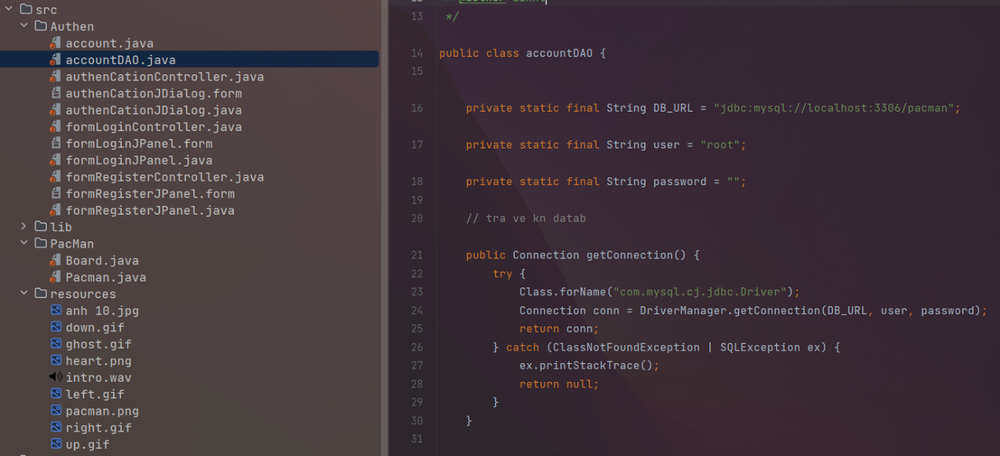 src
Authen
account.java
accountDAO.java
authenCationController.java
authenCationJDialog.form
authenCationJDialog.java
formLoginController.java
formLoginJPanel.form
formLoginJPanel.java
formRegisterController.java
formRegisterJPanel.form
formRegisterJPanel.java
lib
PacMan
Board.java
Pacman.java
resources
anh 10.jpg
down.gif
ghost.gif
heart.png
intro.wav
left.gif
pacman.png
right.gif
up.gif
13 */
14 public class accountDAO {
15
16 private static final String DB_URL = "jdbc:mysql://localhost:3306/pacman";
17 private static final String user = "root";
18 private static final String password = "";
19
20 // tra ve kn datab
21 public Connection getConnection() {
22 try {
23 Class.forName("com.mysql.cj.jdbc.Driver");
24 Connection conn = DriverManager.getConnection(DB_URL, user, password);
25 return conn;
26 } catch (ClassNotFoundException | SQLException ex) {
27 ex.printStackTrace();
28 return null;
29 }
30 }
31